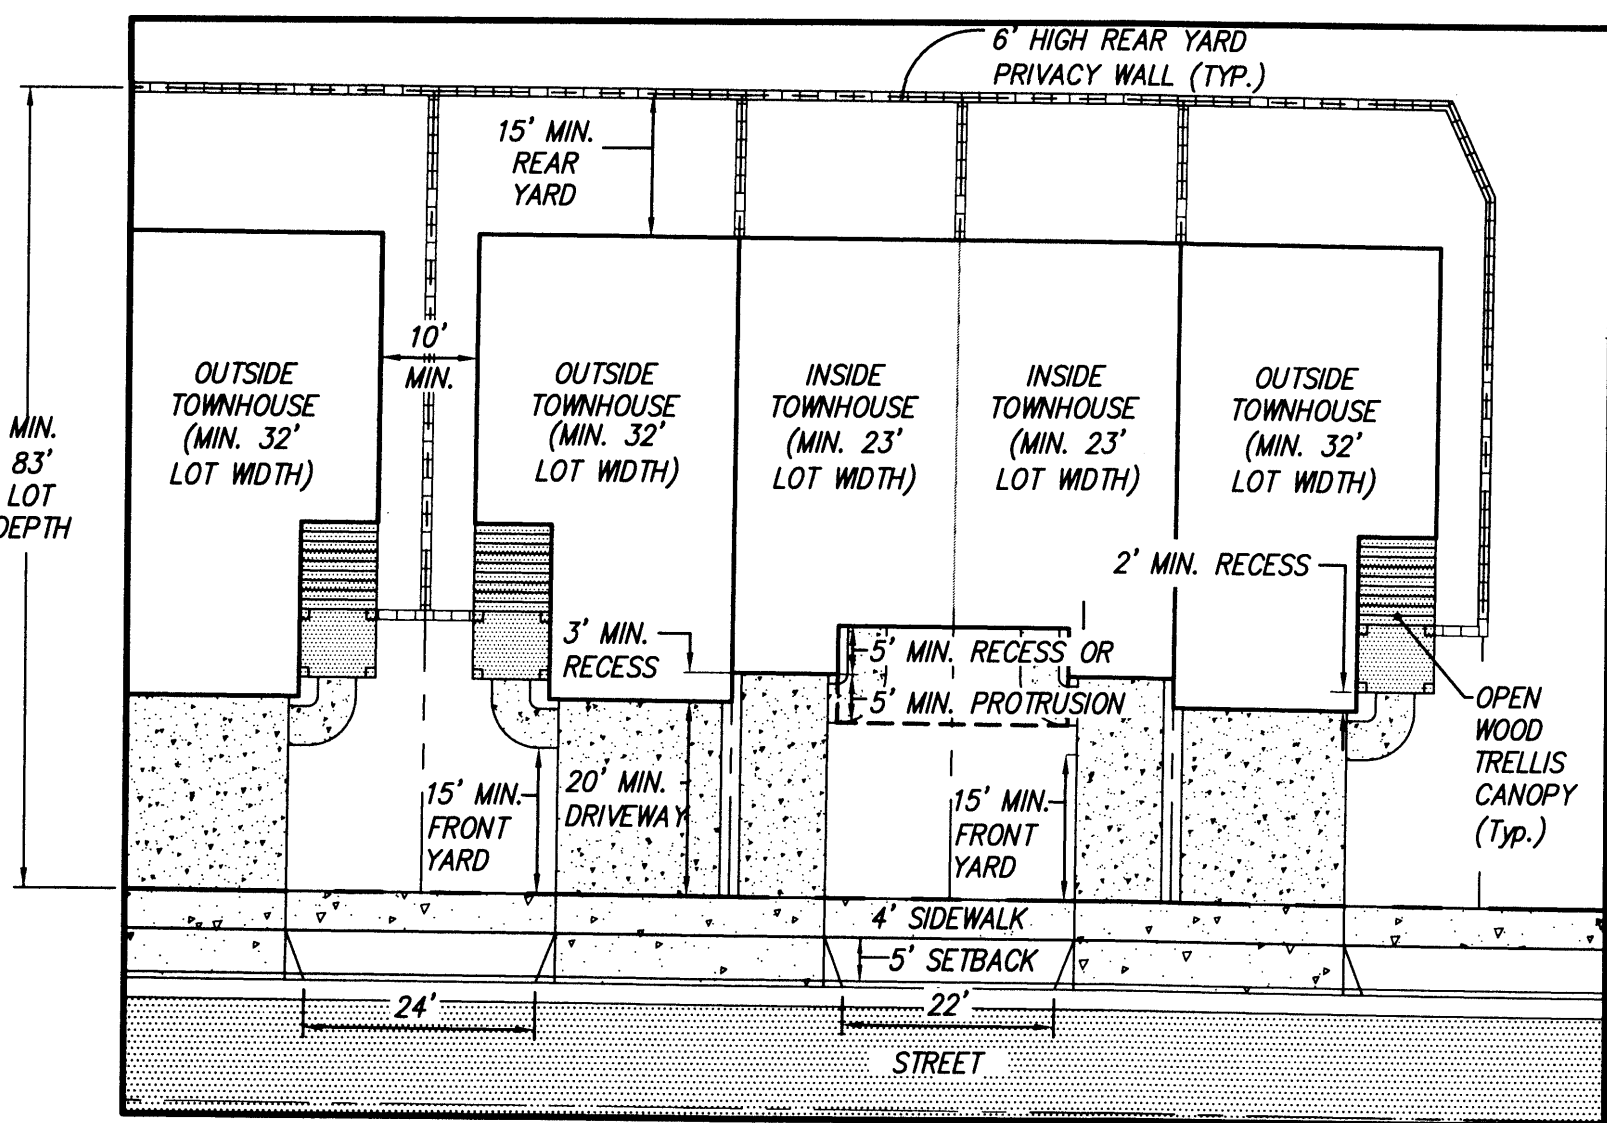 6' HIGH REAR YARD
PRIVACY WALL (TYP.)
15' MIN.
REAR
YARD
10'
MIN.
MIN.
83'
LOT
DEPTH
OUTSIDE
TOWNHOUSE
(MIN. 32'
LOT WIDTH)
OUTSIDE
TOWNHOUSE
(MIN. 32'
LOT WIDTH)
INSIDE
TOWNHOUSE
(MIN. 23'
LOT WIDTH)
INSIDE
TOWNHOUSE
(MIN. 23'
LOT WIDTH)
OUTSIDE
TOWNHOUSE
(MIN. 32'
LOT WIDTH)
2' MIN. RECESS
3' MIN.
RECESS
5' MIN. RECESS OR
5' MIN. PROTRUSION
OPEN
WOOD
TRELLIS
CANOPY
(Typ.)
15' MIN.
FRONT
YARD
20' MIN.
DRIVEWAY
15' MIN.
FRONT
YARD
4' SIDEWALK
5' SETBACK
24'
22'
STREET